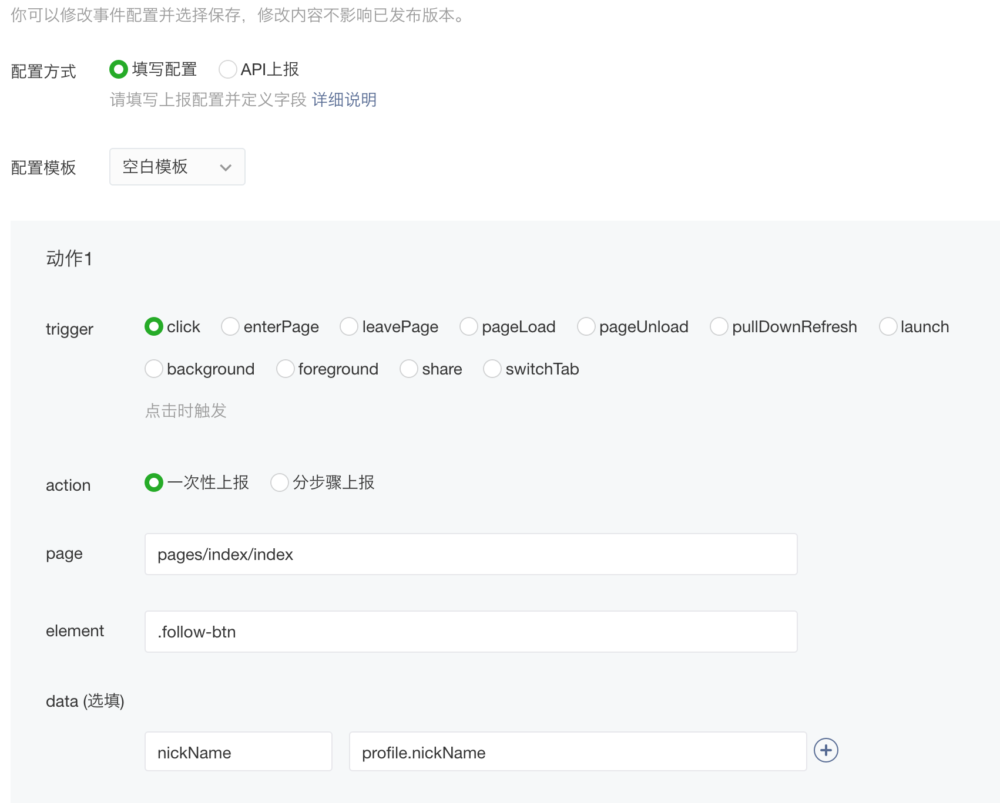 你可以修改事件配置并选择保存，修改内容不影响已发布版本。
配置方式 填写配置 API上报
请填写上报配置并定义字段 详细说明
配置模板 空白模板
动作1
trigger click enterPage leavePage pageLoad pageUnload pullDownRefresh launch
background foreground share switchTab
点击时触发
action 一次性上报 分步骤上报
page pages/index/index
element .follow-btn
data (选填)
nickName profile.nickName